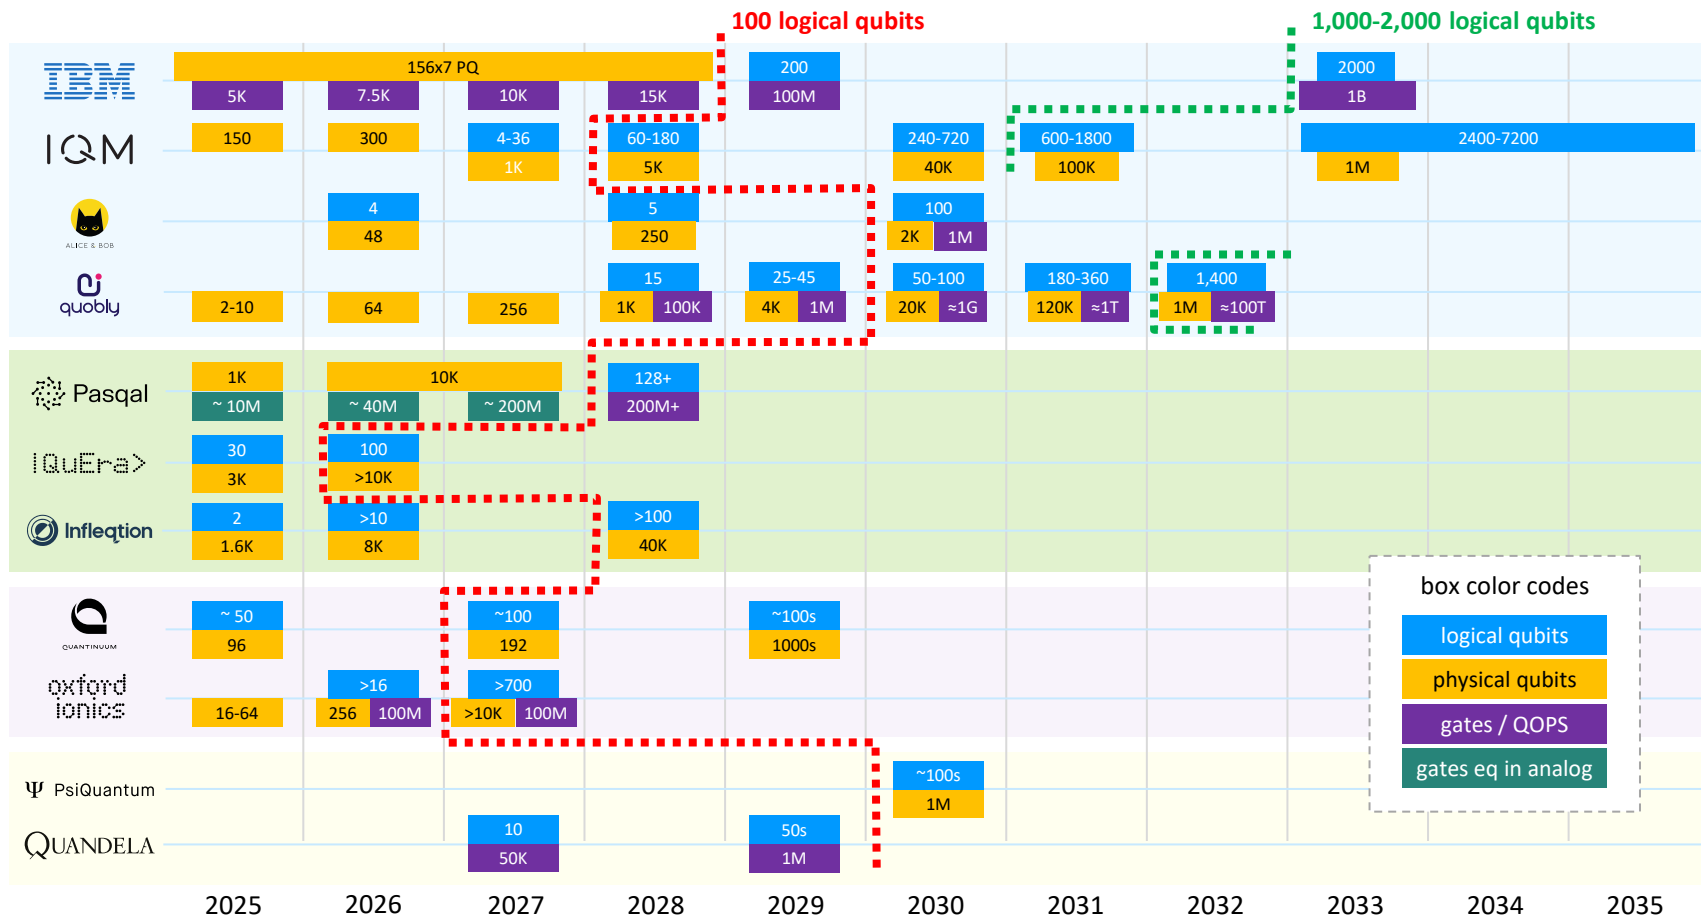 100 logical qubits
1,000-2,000 logical qubits
IBM
156x7 PQ
200
2000
5K
7.5K
10K
15K
100M
1B
IQM
150
300
4-36
60-180
240-720
600-1800
2400-7200
1K
5K
40K
100K
1M
ALICE & BOB
4
5
100
48
250
2K
1M
quobly
15
25-45
50-100
180-360
1,400
2-10
64
256
1K
100K
4K
1M
20K
≈1G
120K
≈1T
1M
≈100T
Pasqal
1K
10K
128+
~ 10M
~ 40M
~ 200M
200M+
|QuEra>
30
100
3K
>10K
Infleqtion
2
>10
>100
1.6K
8K
40K
QUANTINUUM
~ 50
~100
~100s
96
192
1000s
oxford
ionics
>16
>700
16-64
256
100M
>10K
100M
Ψ PsiQuantum
~100s
1M
QUANDELA
10
50s
50K
1M
box color codes
logical qubits
physical qubits
gates / QOPS
gates eq in analog
2025
2026
2027
2028
2029
2030
2031
2032
2033
2034
2035